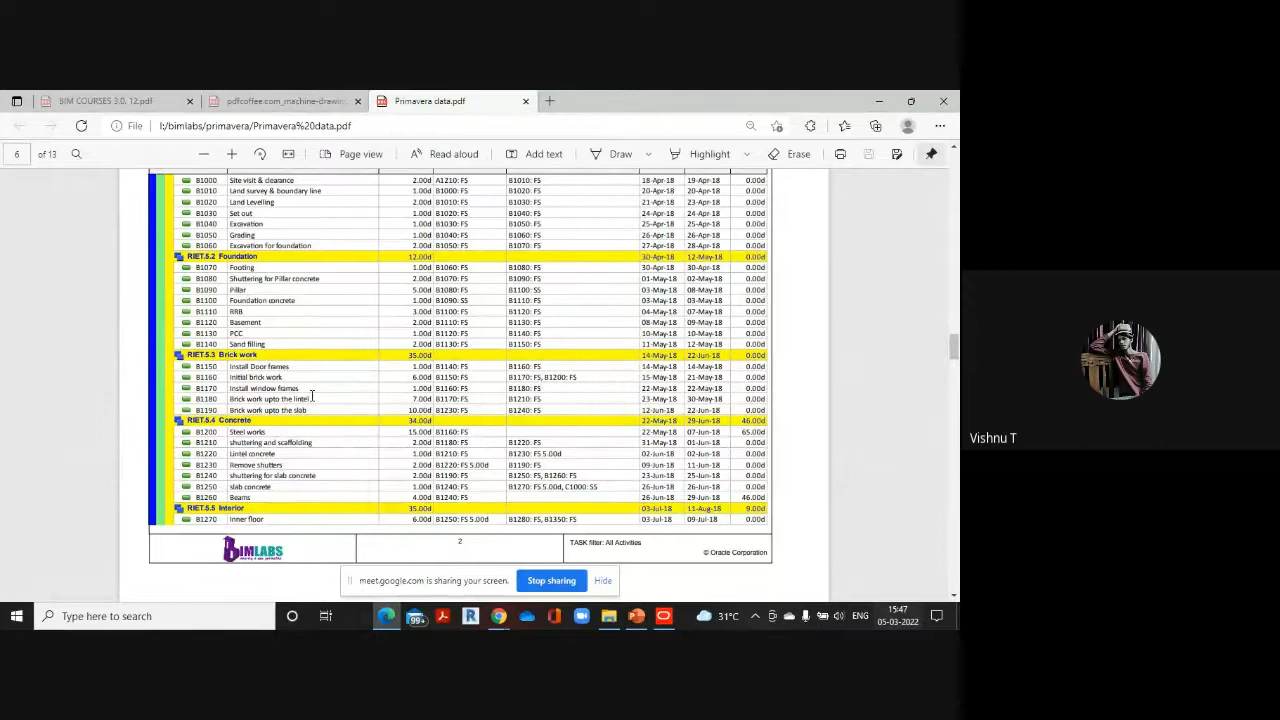 BIM COURSES 3.0. 12.pdf
pdfcoffee.com_machine-drawin
Primavera data.pdf
File I:/bimlabs/primavera/Primavera%20data.pdf
6 of 13 Page view Read aloud Add text Draw Highlight Erase
B1000 Site visit & clearance 2.00d A1210: FS B1010: FS 18-Apr-18 19-Apr-18 0.00d
B1010 Land survey & boundary line 1.00d B1000: FS B1020: FS 20-Apr-18 20-Apr-18 0.00d
B1020 Land Levelling 2.00d B1010: FS B1030: FS 21-Apr-18 23-Apr-18 0.00d
B1030 Set out 1.00d B1020: FS B1040: FS 24-Apr-18 24-Apr-18 0.00d
B1040 Excavation 1.00d B1030: FS B1050: FS 25-Apr-18 25-Apr-18 0.00d
B1050 Grading 1.00d B1040: FS B1060: FS 26-Apr-18 26-Apr-18 0.00d
B1060 Excavation for foundation 2.00d B1050: FS B1070: FS 27-Apr-18 28-Apr-18 0.00d
RIET.5.2 Foundation 12.00d 30-Apr-18 12-May-18 0.00d
B1070 Footing 1.00d B1060: FS B1080: FS 30-Apr-18 30-Apr-18 0.00d
B1080 Shuttering for Pillar concrete 2.00d B1070: FS B1090: FS 01-May-18 02-May-18 0.00d
B1090 Pillar 5.00d B1080: FS B1100: SS 03-May-18 08-May-18 0.00d
B1100 Foundation concrete 1.00d B1090: SS B1110: FS 03-May-18 03-May-18 0.00d
B1110 RRB 3.00d B1100: FS B1120: FS 04-May-18 07-May-18 0.00d
B1120 Basement 2.00d B1110: FS B1130: FS 08-May-18 09-May-18 0.00d
B1130 PCC 1.00d B1120: FS B1140: FS 10-May-18 10-May-18 0.00d
B1140 Sand filling 2.00d B1130: FS B1150: FS 11-May-18 12-May-18 0.00d
RIET.5.3 Brick work 35.00d 14-May-18 22-Jun-18 0.00d
B1150 Install Door frames 1.00d B1140: FS B1160: FS 14-May-18 14-May-18 0.00d
B1160 Initial brick work 6.00d B1150: FS B1170: FS, B1200: FS 15-May-18 21-May-18 0.00d
B1170 Install window frames 1.00d B1160: FS B1180: FS 22-May-18 22-May-18 0.00d
B1180 Brick work upto the lintel 7.00d B1170: FS B1210: FS 23-May-18 30-May-18 0.00d
B1190 Brick work upto the slab 10.00d B1230: FS B1240: FS 12-Jun-18 22-Jun-18 0.00d
RIET.5.4 Concrete 34.00d 22-May-18 29-Jun-18 46.00d
B1200 Steel works 15.00d B1160: FS 22-May-18 07-Jun-18 65.00d
B1210 shuttering and scaffolding 2.00d B1180: FS B1220: FS 31-May-18 01-Jun-18 0.00d
B1220 Lintel concrete 1.00d B1210: FS B1230: FS 5.00d 02-Jun-18 02-Jun-18 0.00d
B1230 Remove shutters 2.00d B1220: FS 5.00d B1190: FS 09-Jun-18 11-Jun-18 0.00d
B1240 shuttering for slab concrete 2.00d B1190: FS B1250: FS, B1260: FS 23-Jun-18 25-Jun-18 0.00d
B1250 slab concrete 1.00d B1240: FS B1270: FS 5.00d, C1000: SS 26-Jun-18 26-Jun-18 0.00d
B1260 Beams 4.00d B1240: FS 26-Jun-18 29-Jun-18 46.00d
RIET.5.5 Interior 35.00d 03-Jul-18 11-Aug-18 9.00d
B1270 Inner floor 6.00d B1250: FS 5.00d B1280: FS, B1350: FS 03-Jul-18 09-Jul-18 0.00d
BIMLABS 2 TASK filter: All Activities
© Oracle Corporation
meet.google.com is sharing your screen. Stop sharing Hide
Type here to search 99+ 31°C ENG 15:47
05-03-2022
Vishnu T